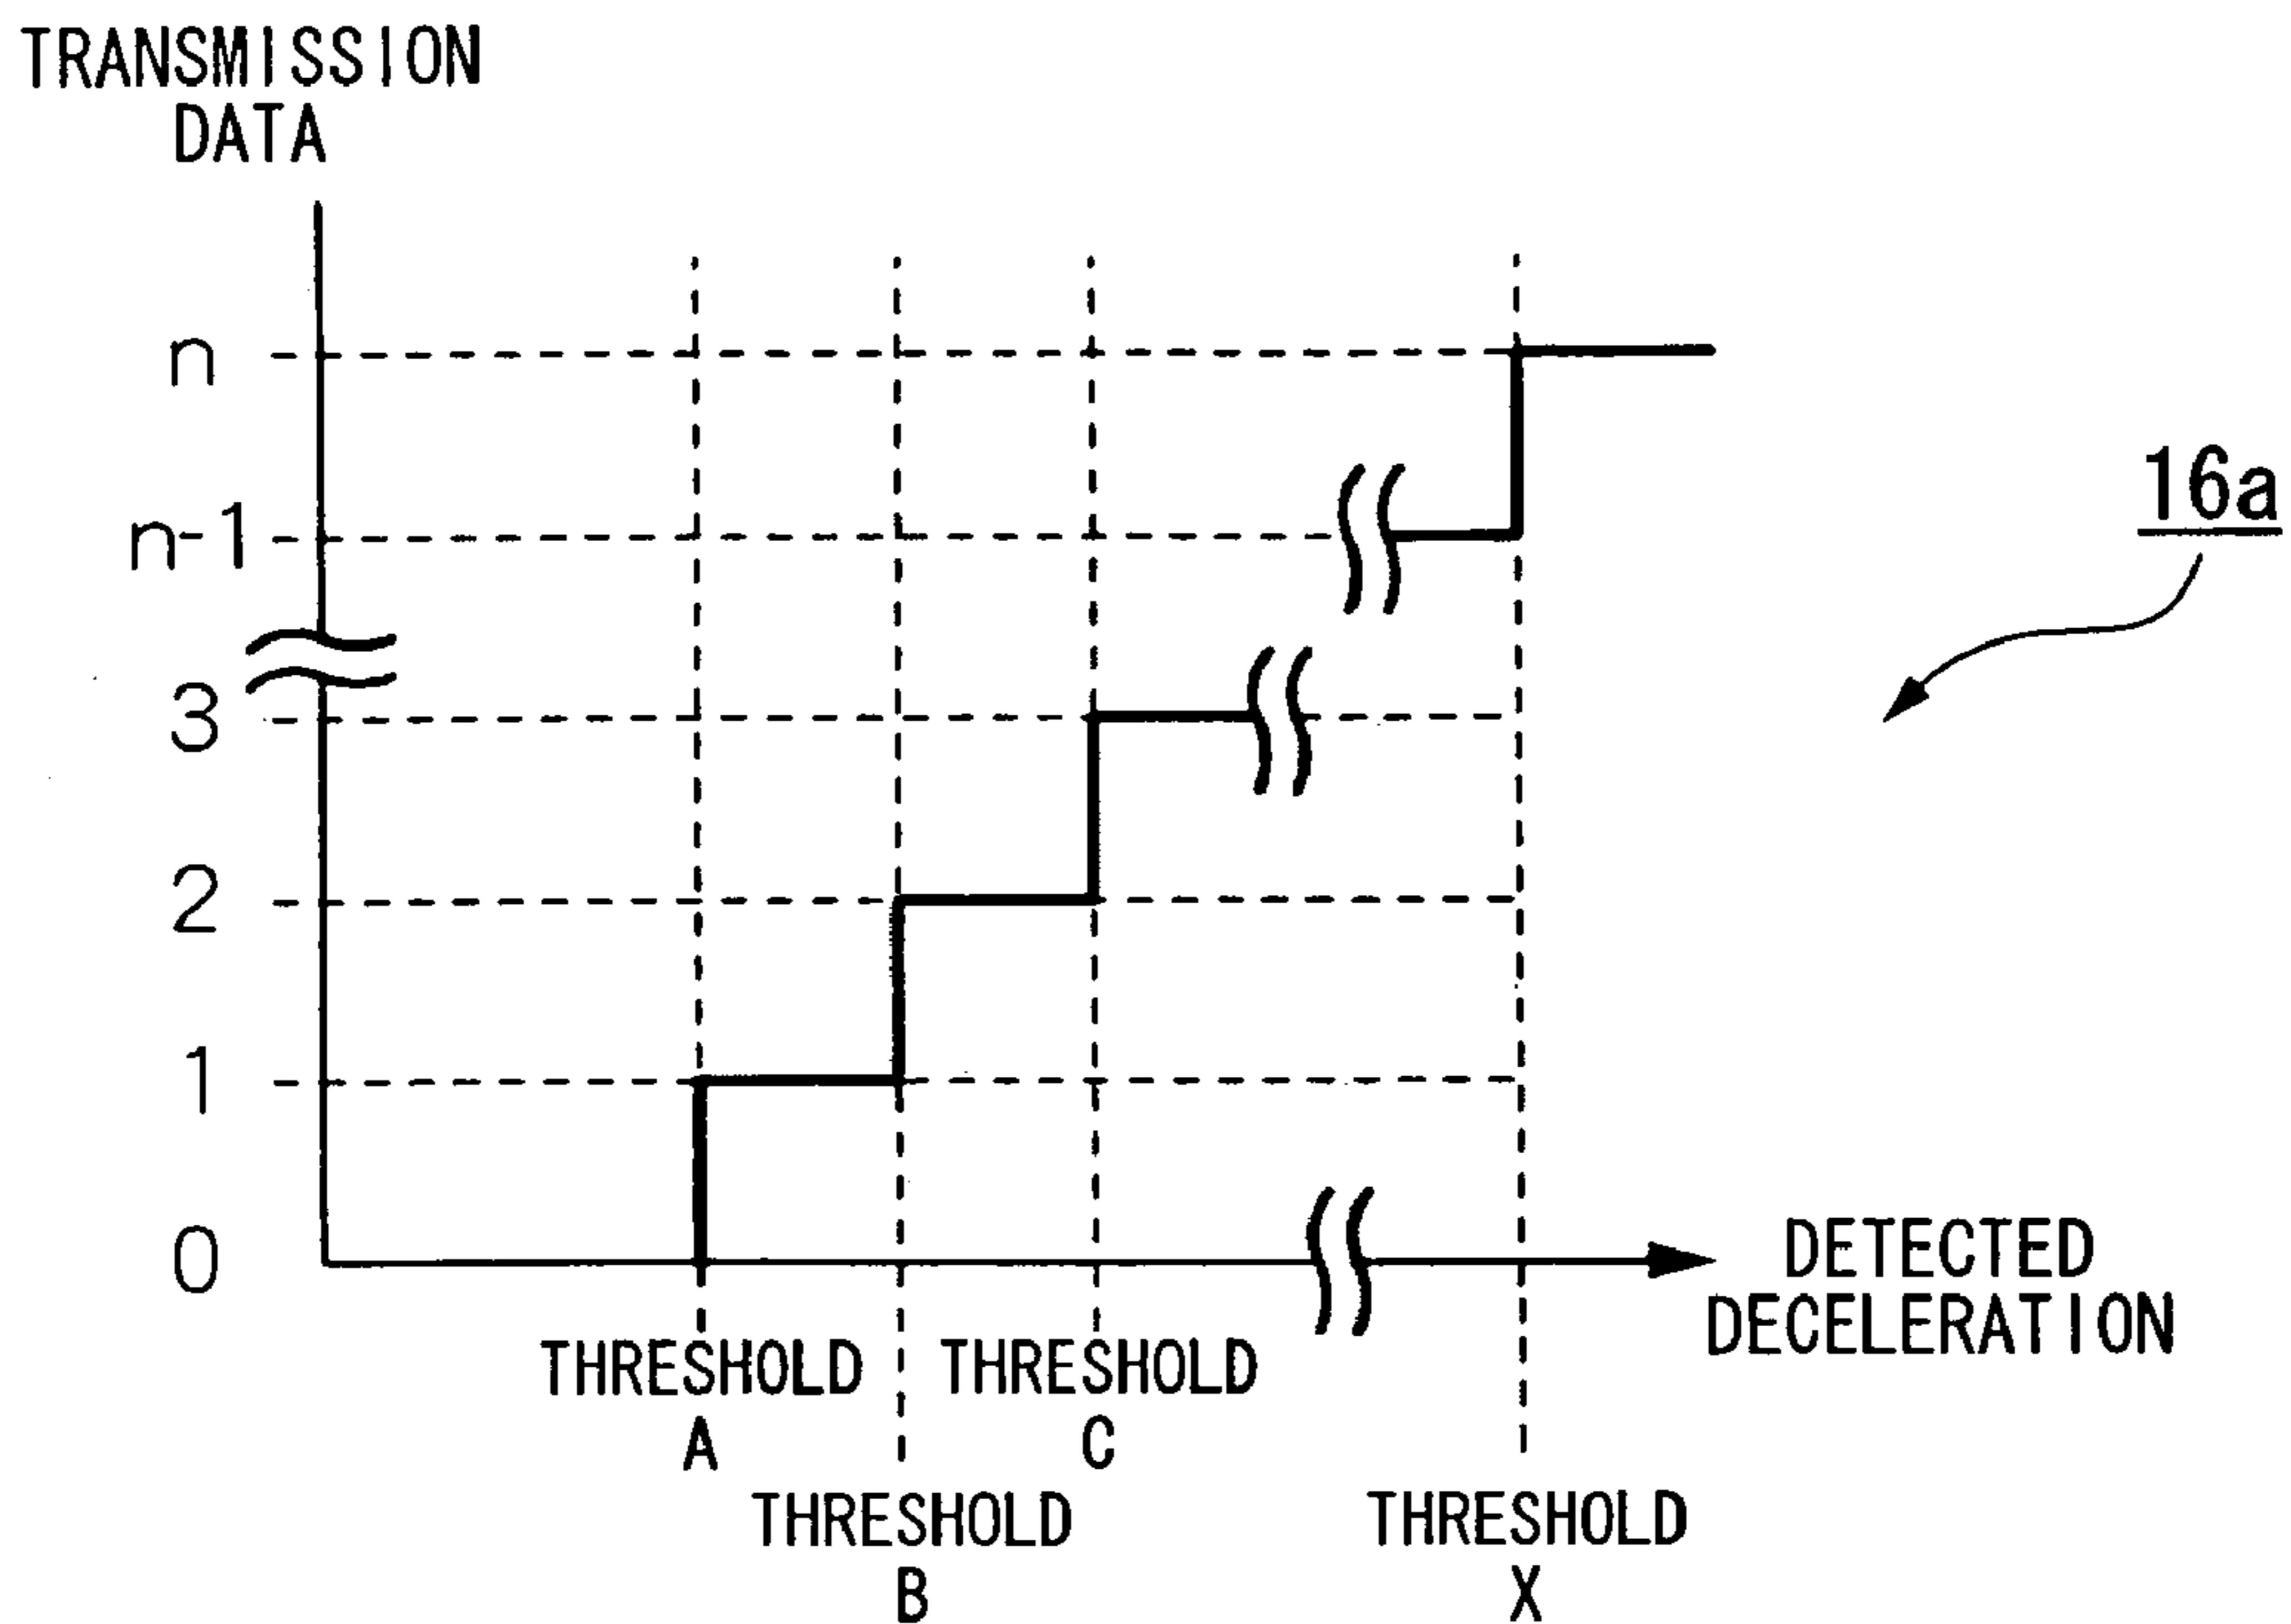 TRANSMISSION
DATA
n
n-1
3
2
1
0
16a
DETECTED
DECELERATION
THRESHOLD
A
THRESHOLD
B
THRESHOLD
C
THRESHOLD
X